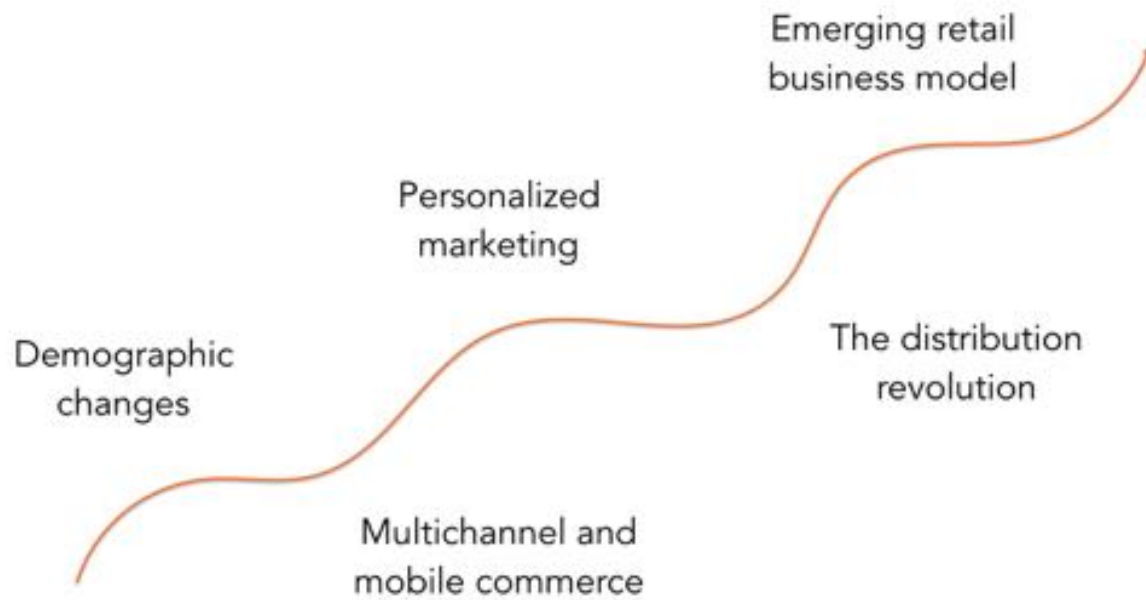 Emerging retail
business model
Personalized
marketing
The distribution
revolution
Demographic
changes
Multichannel and
mobile commerce